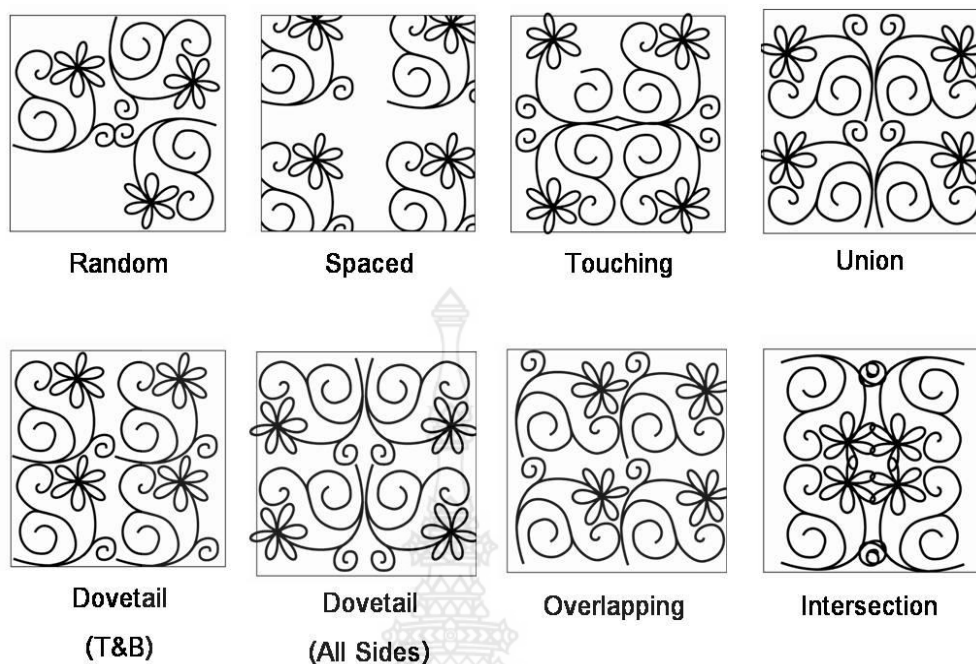 Random
Spaced
Touching
Union
Dovetail
(T&B)
Dovetail
(All Sides)
Overlapping
Intersection